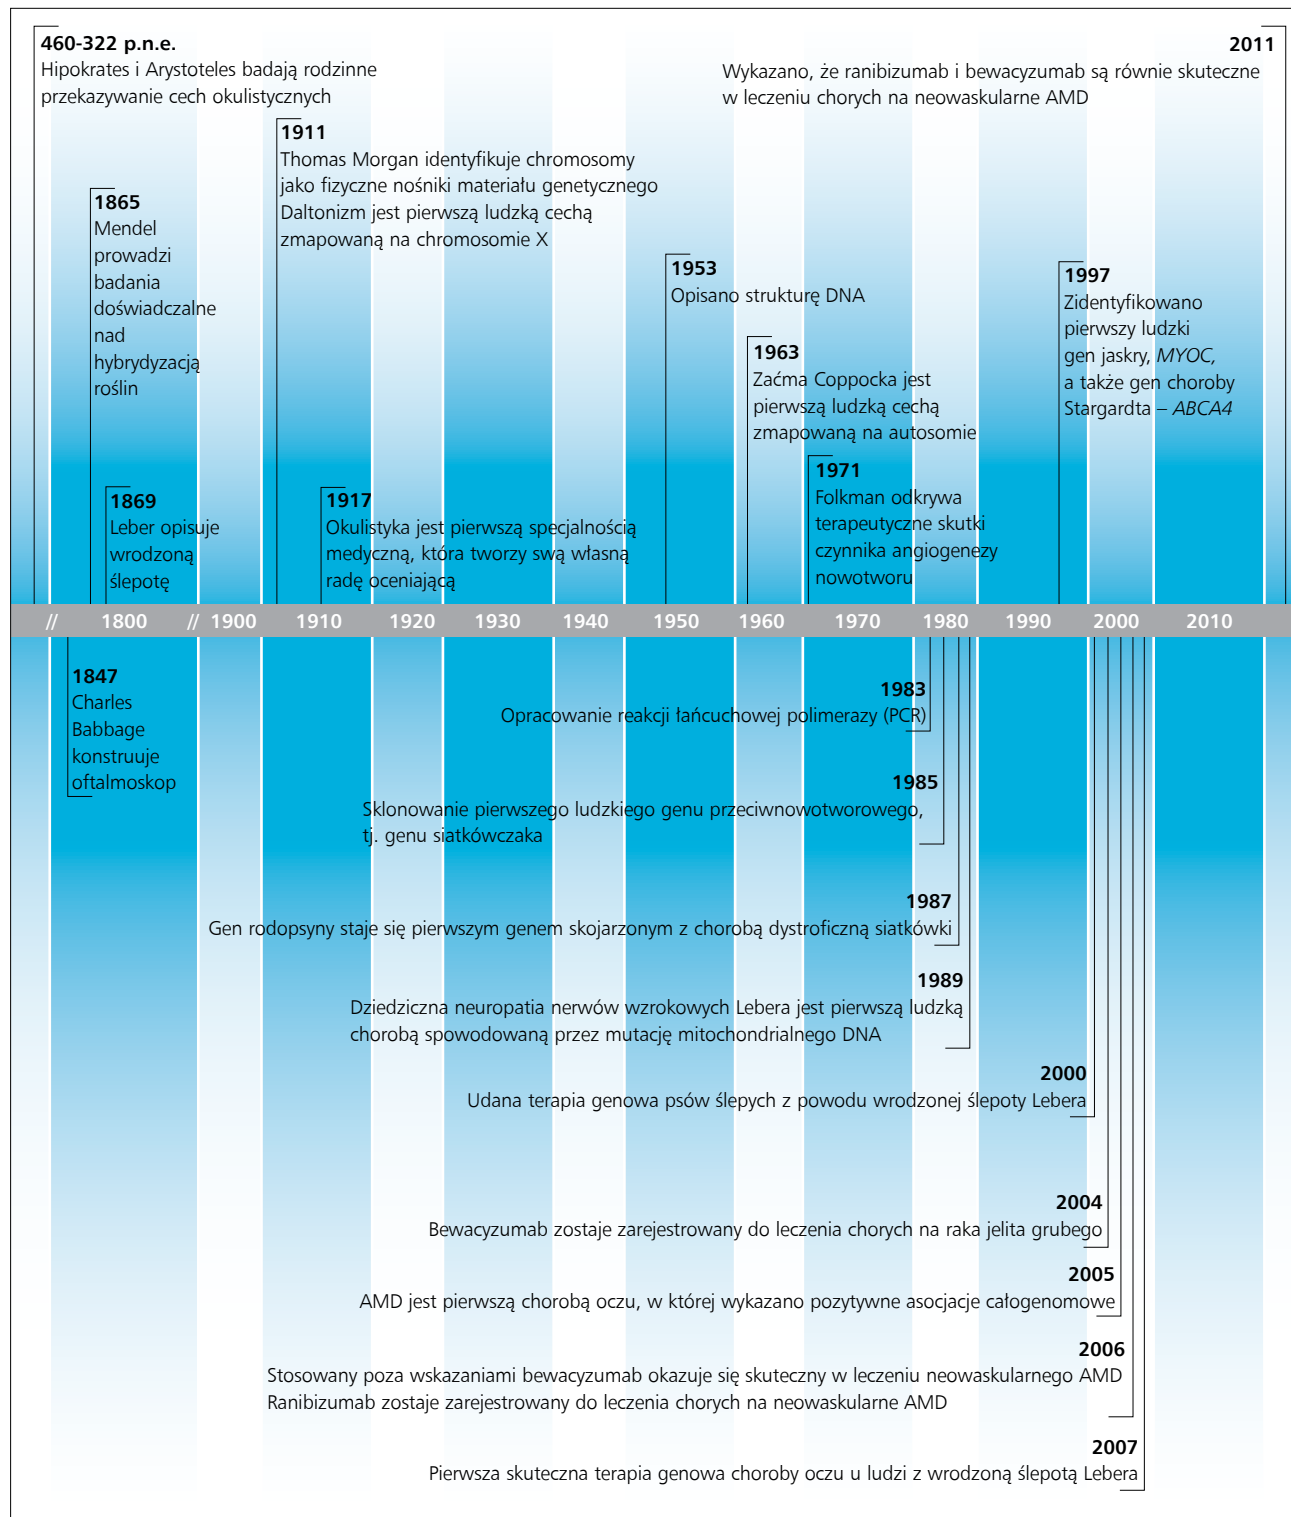 460-322 p.n.e.
Hipokrates i Arystoteles badają rodzinne
przekazywanie cech okulistycznych
2011
Wykazano, że ranibizumab i bewacyzumab są równie skuteczne
w leczeniu chorych na neowaskularne AMD
1911
Thomas Morgan identyfikuje chromosomy
jako fizyczne nośniki materiału genetycznego
Daltonizm jest pierwszą ludzką cechą
zmapowaną na chromosomie X
1865
Mendel
prowadzi
badania
doświadczalne
nad
hybrydyzacją
roślin
1953
Opisano strukturę DNA
1997
Zidentyfikowano
pierwszy ludzki
gen jaskry, MYOC,
a także gen choroby
Stargardta – ABCA4
1963
Zaćma Coppocka jest
pierwszą ludzką cechą
zmapowaną na autosomie
1971
Folkman odkrywa
terapeutyczne skutki
czynnika angiogenezy
nowotworu
1869
Leber opisuje
wrodzoną
ślepotę
1917
Okulistyka jest pierwszą specjalnością
medyczną, która tworzy swą własną
radę oceniającą
// 1800 // 1900 1910 1920 1930 1940 1950 1960 1970 1980 1990 2000 2010
1847
Charles
Babbage
konstruuje
oftalmoskop
1983
Opracowanie reakcji łańcuchowej polimerazy (PCR)
1985
Sklonowanie pierwszego ludzkiego genu przeciwnowotworowego,
tj. genu siatkówczaka
1987
Gen rodopsyny staje się pierwszym genem skojarzonym z chorobą dystroficzną siatkówki
1989
Dziedziczna neuropatia nerwów wzrokowych Lebera jest pierwszą ludzką
chorobą spowodowaną przez mutację mitochondrialnego DNA
2000
Udana terapia genowa psów ślepych z powodu wrodzonej ślepoty Lebera
2004
Bewacyzumab zostaje zarejestrowany do leczenia chorych na raka jelita grubego
2005
AMD jest pierwszą chorobą oczu, w której wykazano pozytywne asocjacje całogenomowe
2006
Stosowany poza wskazaniami bewacyzumab okazuje się skuteczny w leczeniu neowaskularnego AMD
Ranibizumab zostaje zarejestrowany do leczenia chorych na neowaskularne AMD
2007
Pierwsza skuteczna terapia genowa choroby oczu u ludzi z wrodzoną ślepotą Lebera